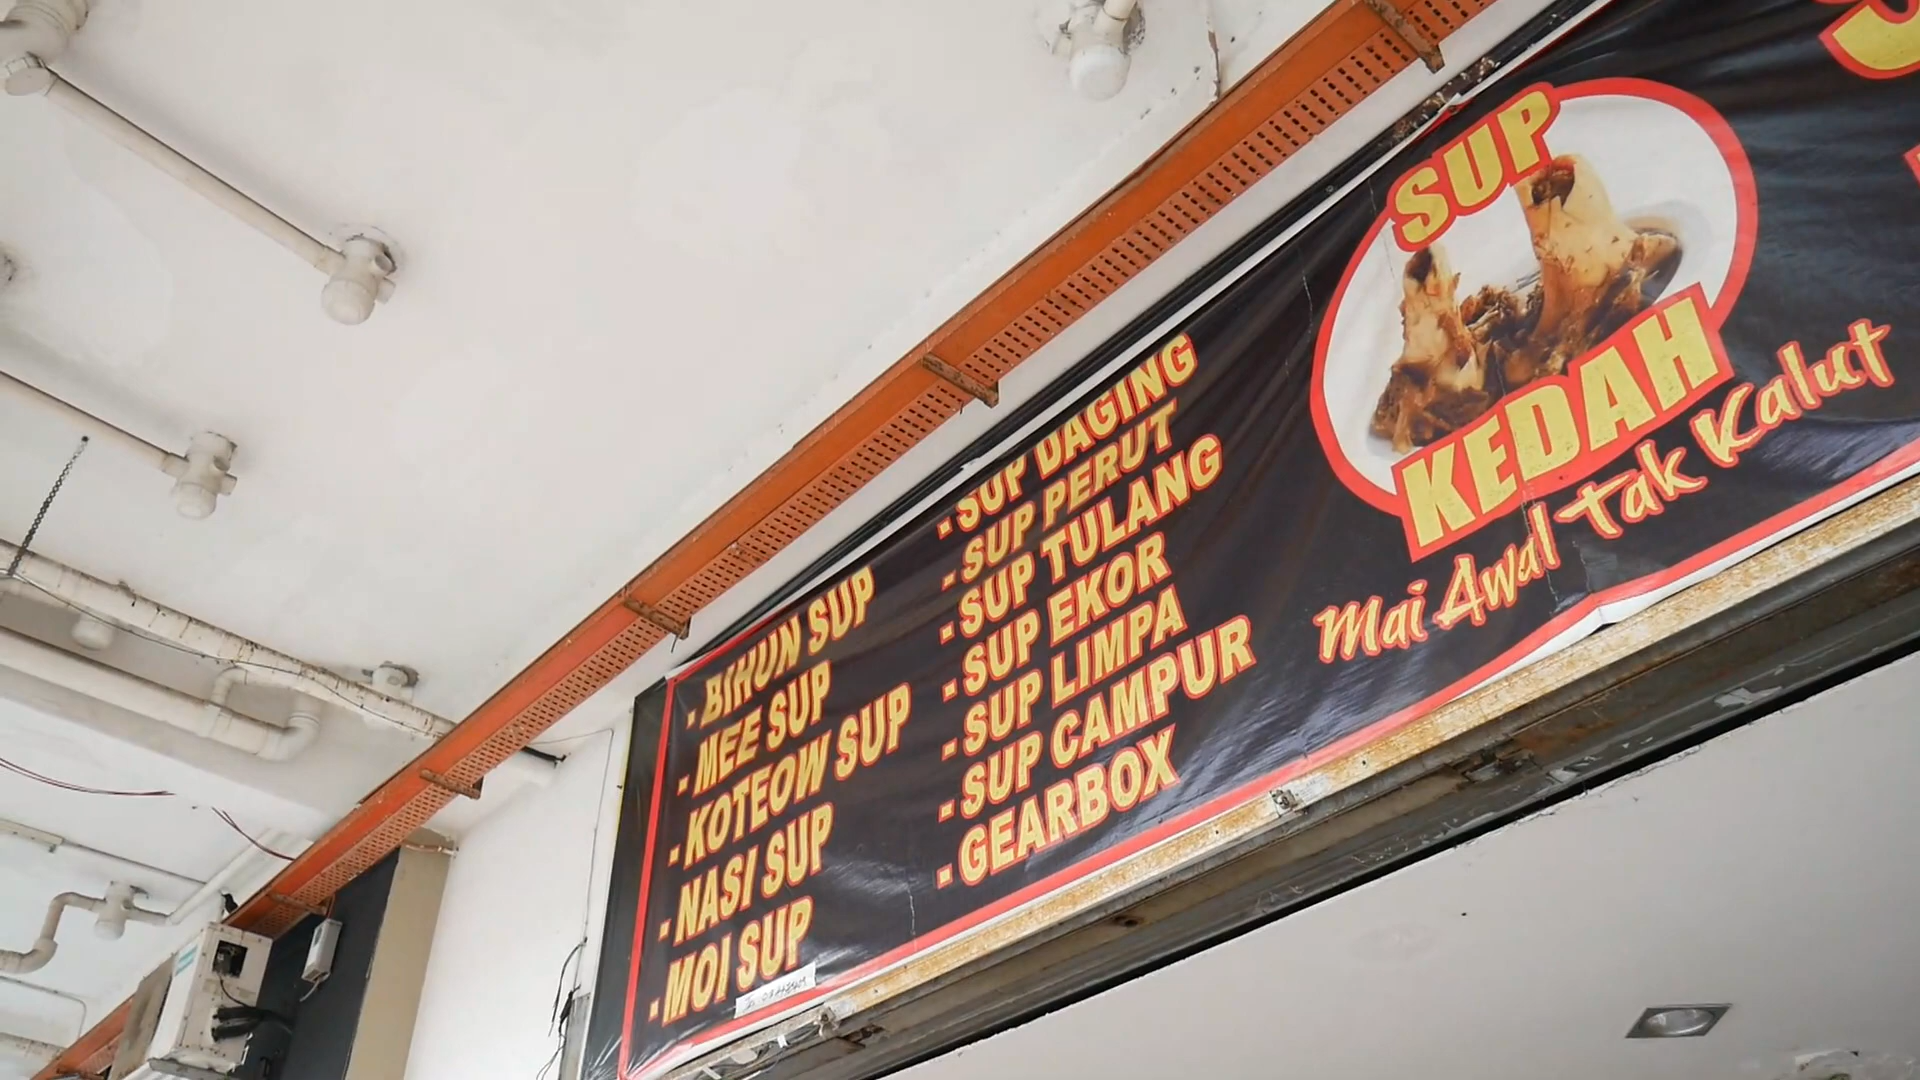 - BIHUN SUP
- MEE SUP
- KOTEOW SUP
- NASI SUP
- MOI SUP
- SUP DAGING
- SUP PERUT
- SUP TULANG
- SUP EKOR
- SUP LIMPA
- SUP CAMPUR
- GEARBOX
SUP
KEDAH
Mai Awal Tak Kalut